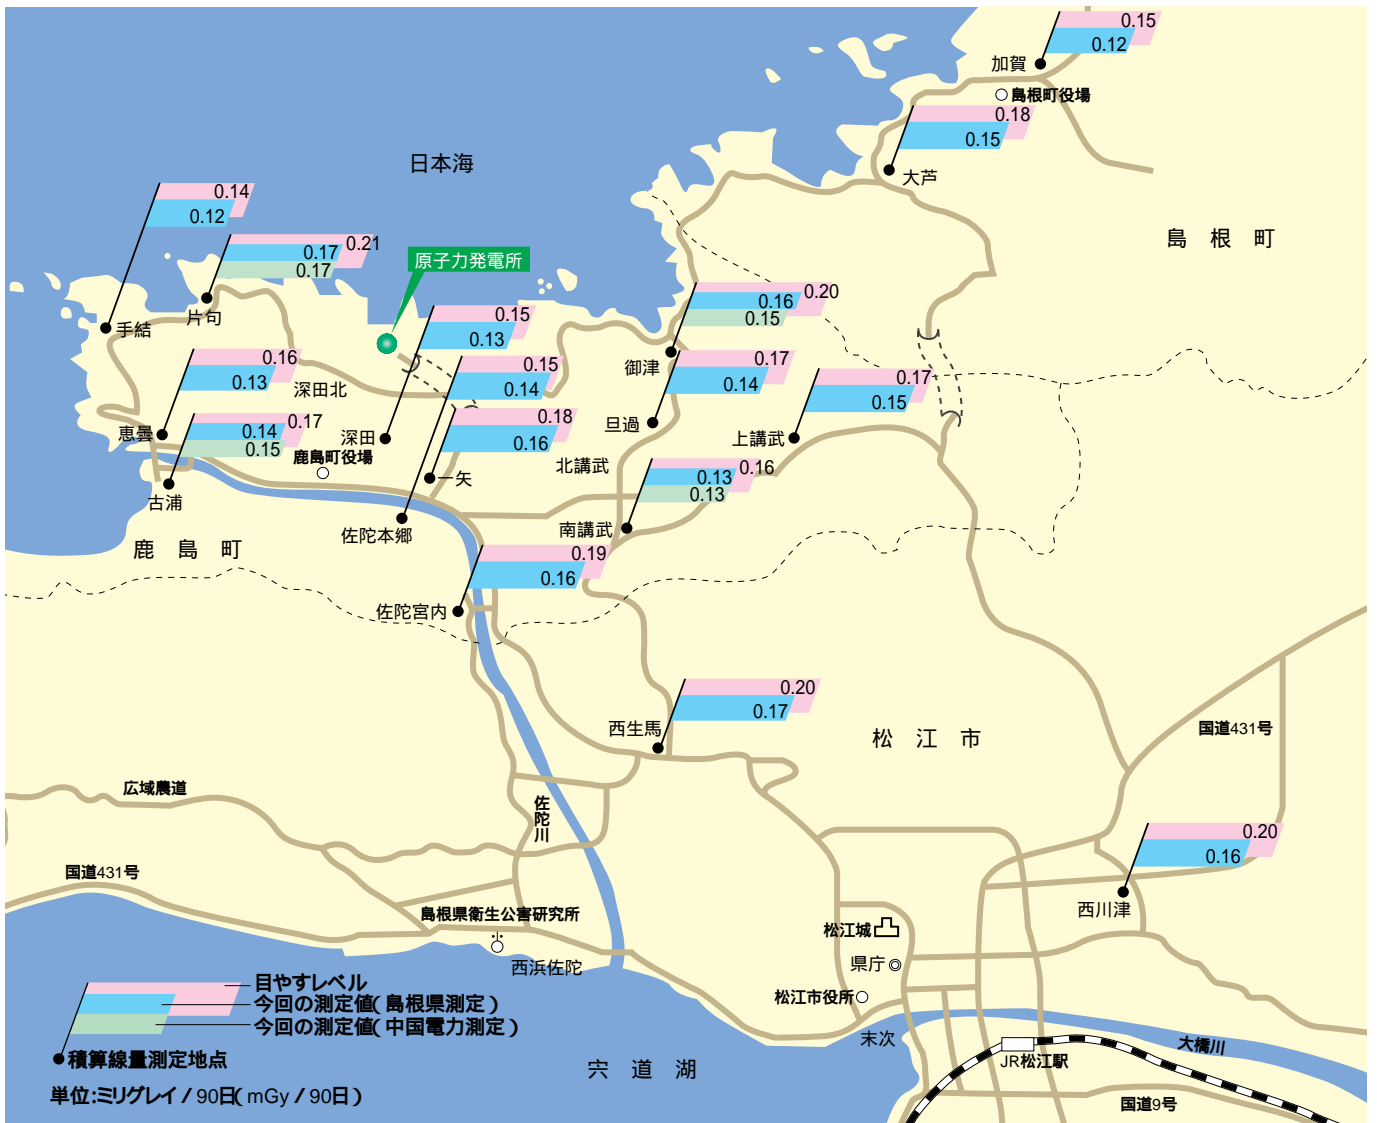 0.15
0.12
加賀
島根町役場
0.18
0.15
大芦
日本海
0.14
0.12
手結
0.21
0.17
0.17
片句
原子力発電所
島 根 町
0.15
0.13
深田
0.20
0.16
0.15
御津
0.16
0.13
恵曇
深田北
0.15
0.14
佐陀本郷
0.17
0.14
旦過
0.17
0.15
上講武
0.17
0.14
0.15
古浦
鹿島町役場
0.18
0.16
一矢
北講武
0.16
0.13
0.13
南講武
鹿 島 町
0.19
0.16
佐陀宮内
0.20
0.17
西生馬
松 江 市
国道431号
広域農道
佐陀川
0.20
0.16
西川津
国道431号
島根県衛生公害研究所
西浜佐陀
松江城
県庁
松江市役所
末次
宍 道 湖
大橋川
JR松江駅
国道9号
目やすレベル
今回の測定値(島根県測定)
今回の測定値(中国電力測定)
積算線量測定地点
単位:ミリグレイ/90日(mGy/90日)